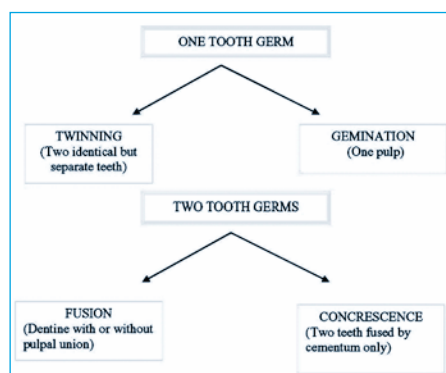 ONE TOOTH GERM
TWINNING
(Two identical but
separate teeth)
GEMINATION
(One pulp)
TWO TOOTH GERMS
FUSION
(Dentine with or without
pulpal union)
CONCRESCENCE
(Two teeth fused by
cementum only)